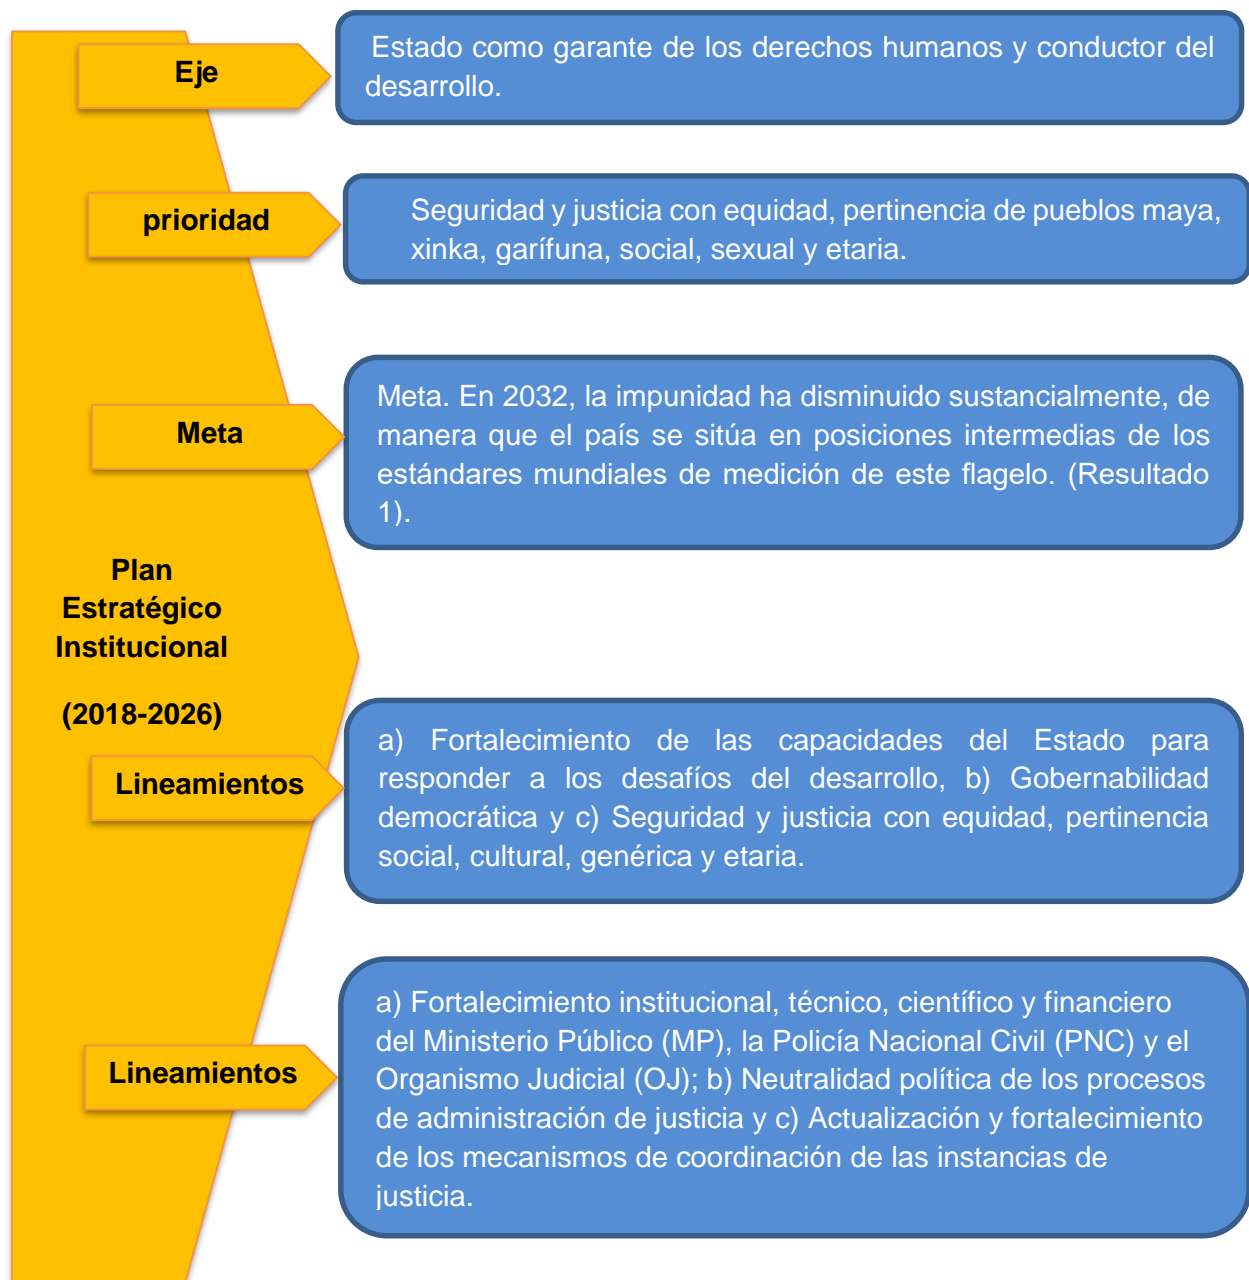 Eje
Estado como garante de los derechos humanos y conductor del
desarrollo.
prioridad
Seguridad y justicia con equidad, pertinencia de pueblos maya,
xinka, garífuna, social, sexual y etaria.
Meta
Meta. En 2032, la impunidad ha disminuido sustancialmente, de
manera que el país se sitúa en posiciones intermedias de los
estándares mundiales de medición de este flagelo. (Resultado
1).
Plan
Estratégico
Institucional
(2018-2026)
Lineamientos
a) Fortalecimiento de las capacidades del Estado para
responder a los desafíos del desarrollo, b) Gobernabilidad
democrática y c) Seguridad y justicia con equidad, pertinencia
social, cultural, genérica y etaria.
Lineamientos
a) Fortalecimiento institucional, técnico, científico y financiero
del Ministerio Público (MP), la Policía Nacional Civil (PNC) y el
Organismo Judicial (OJ); b) Neutralidad política de los procesos
de administración de justicia y c) Actualización y fortalecimiento
de los mecanismos de coordinación de las instancias de
justicia.